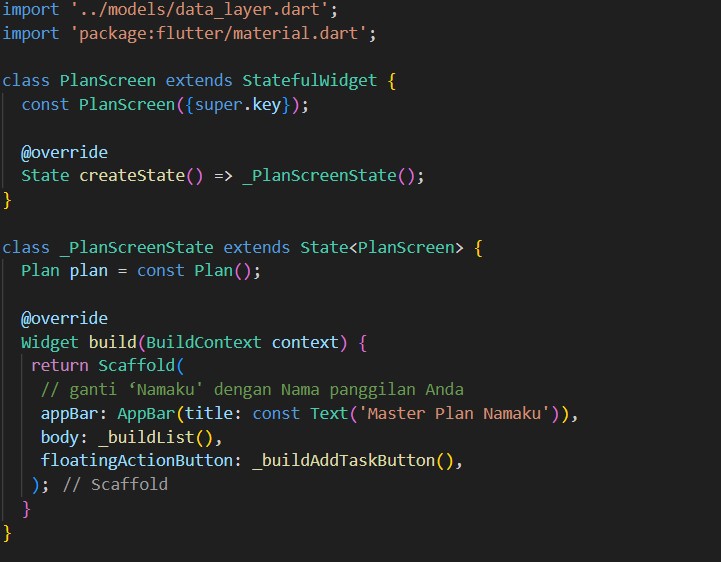 import '../models/data_layer.dart';
import 'package:flutter/material.dart';

class PlanScreen extends StatefulWidget {
  const PlanScreen({super.key});

  @override
  State createState() => _PlanScreenState();
}

class _PlanScreenState extends State<PlanScreen> {
  Plan plan = const Plan();

  @override
  Widget build(BuildContext context) {
   return Scaffold(
    // ganti ‘Namaku' dengan Nama panggilan Anda
    appBar: AppBar(title: const Text('Master Plan Namaku')),
    body: _buildList(),
    floatingActionButton: _buildAddTaskButton(),
   ); // Scaffold
  }
}